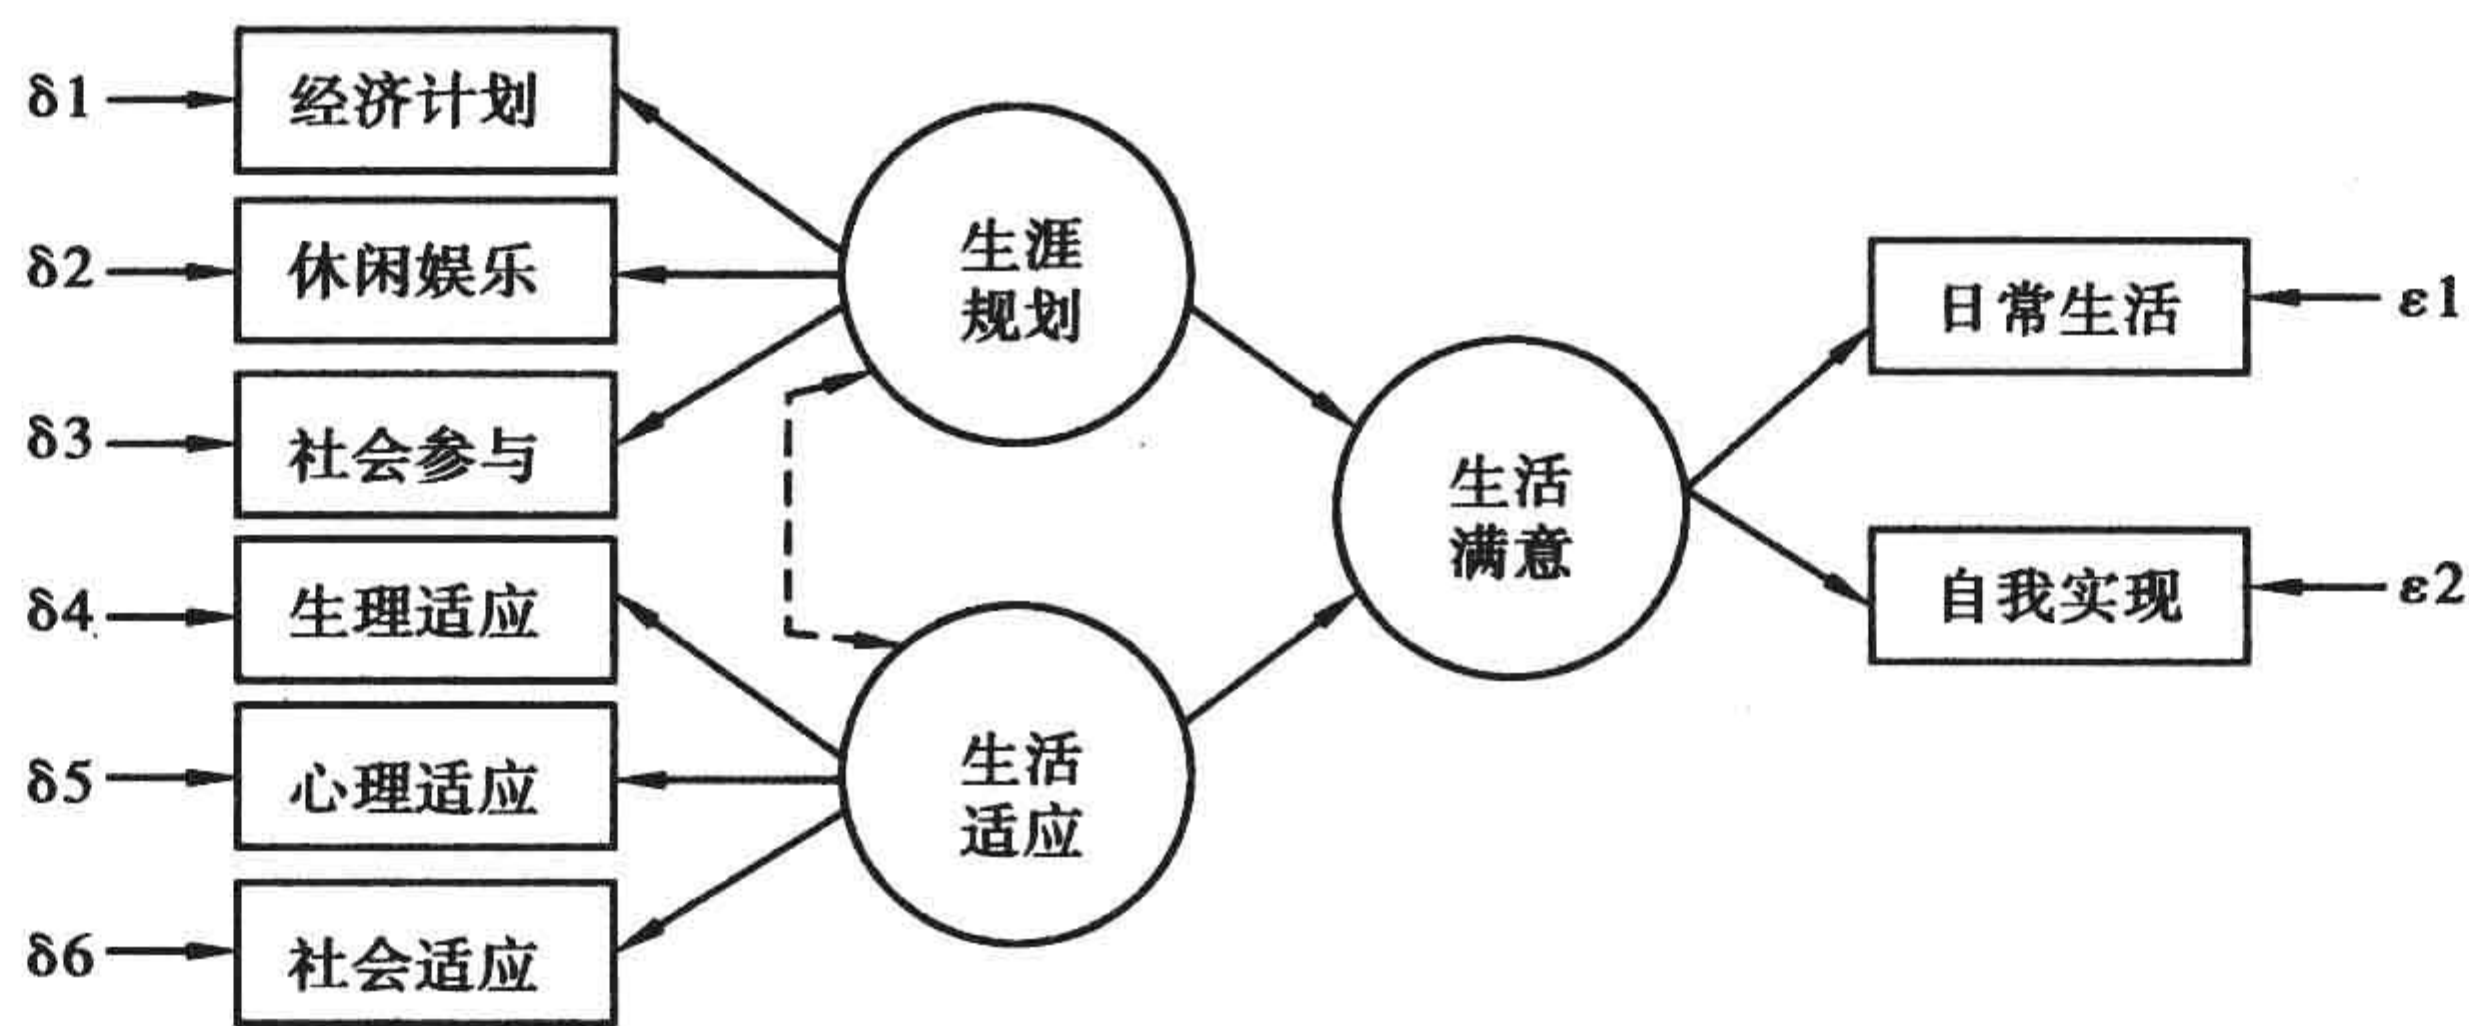 δ1
经济计划
δ2
休闲娱乐
δ3
社会参与
δ4
生理适应
δ5
心理适应
δ6
社会适应
生涯
规划
生活
适应
生活
满意
日常生活
ε1
自我实现
ε2